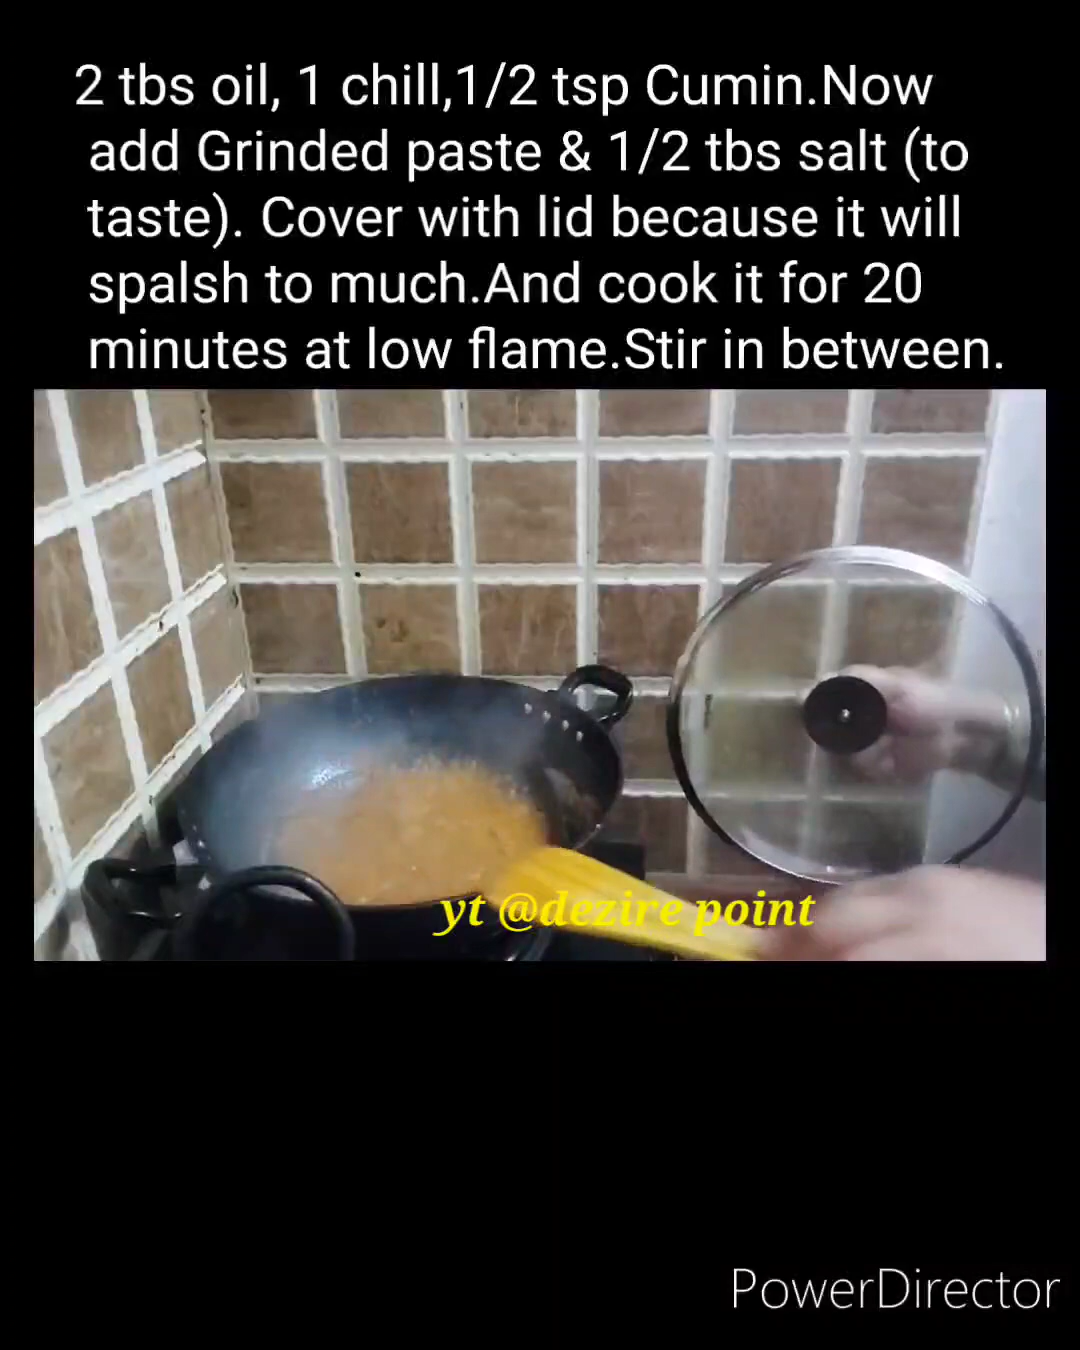 2 tbs oil, 1 chill,1/2 tsp Cumin.Now
add Grinded paste & 1/2 tbs salt (to
taste). Cover with lid because it will
spalsh to much.And cook it for 20
minutes at low flame.Stir in between.
yt @dezire point
PowerDirector